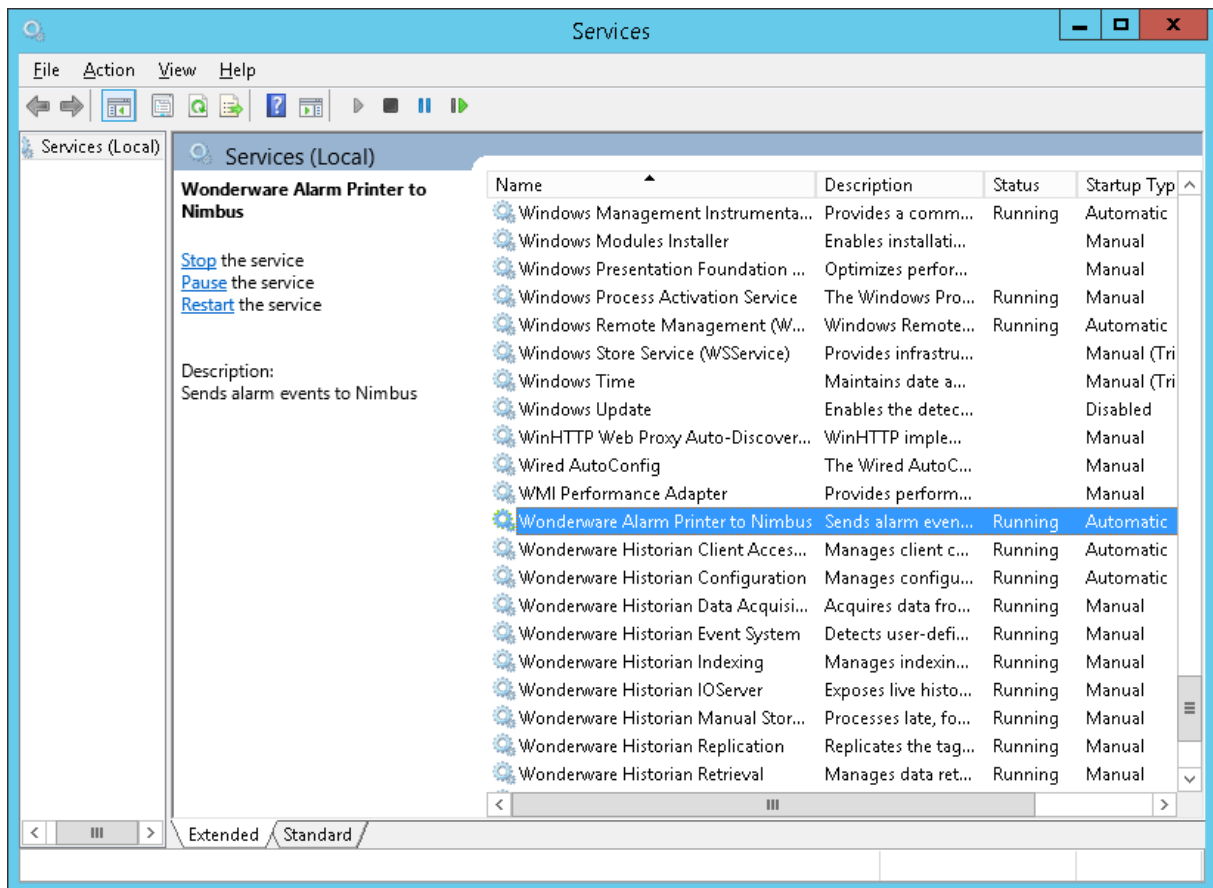 Services
File Action View Help
Services (Local)
Services (Local)
Wonderware Alarm Printer to
Nimbus
Stop the service
Pause the service
Restart the service
Description:
Sends alarm events to Nimbus
Name Description Status Startup Typ
Windows Management Instrumenta... Provides a comm... Running Automatic
Windows Modules Installer Enables installati... Manual
Windows Presentation Foundation ... Optimizes perfor... Manual
Windows Process Activation Service The Windows Pro... Running Manual
Windows Remote Management (W... Windows Remote... Running Automatic
Windows Store Service (WSService) Provides infrastru... Manual (Tri
Windows Time Maintains date a... Manual (Tri
Windows Update Enables the detec... Disabled
WinHTTP Web Proxy Auto-Discover... WinHTTP imple... Manual
Wired AutoConfig The Wired AutoC... Manual
WMI Performance Adapter Provides perform... Manual
Wonderware Alarm Printer to Nimbus Sends alarm even... Running Automatic
Wonderware Historian Client Acces... Manages client c... Running Automatic
Wonderware Historian Configuration Manages configu... Running Automatic
Wonderware Historian Data Acquisi... Acquires data fro... Running Manual
Wonderware Historian Event System Detects user-defi... Running Manual
Wonderware Historian Indexing Manages indexin... Running Manual
Wonderware Historian IOServer Exposes live histo... Running Manual
Wonderware Historian Manual Stor... Processes late, fo... Running Manual
Wonderware Historian Replication Replicates the tag... Running Manual
Wonderware Historian Retrieval Manages data ret... Running Manual
Extended Standard